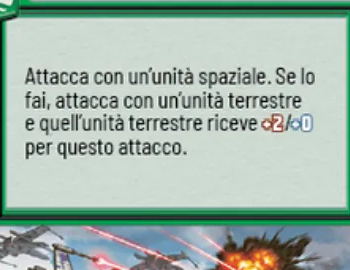 Attacca con un'unità spaziale. Se lo
fai, attacca con un'unità terrestre
e quell'unità terrestre riceve +2/+0
per questo attacco.